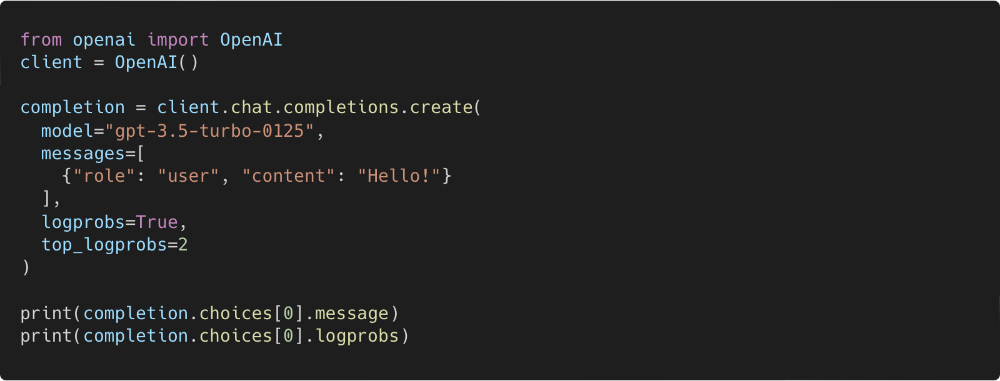 from openai import OpenAI
client = OpenAI()

completion = client.chat.completions.create(
  model="gpt-3.5-turbo-0125",
  messages=[
    {"role": "user", "content": "Hello!"}
  ],
  logprobs=True,
  top_logprobs=2
)

print(completion.choices[0].message)
print(completion.choices[0].logprobs)